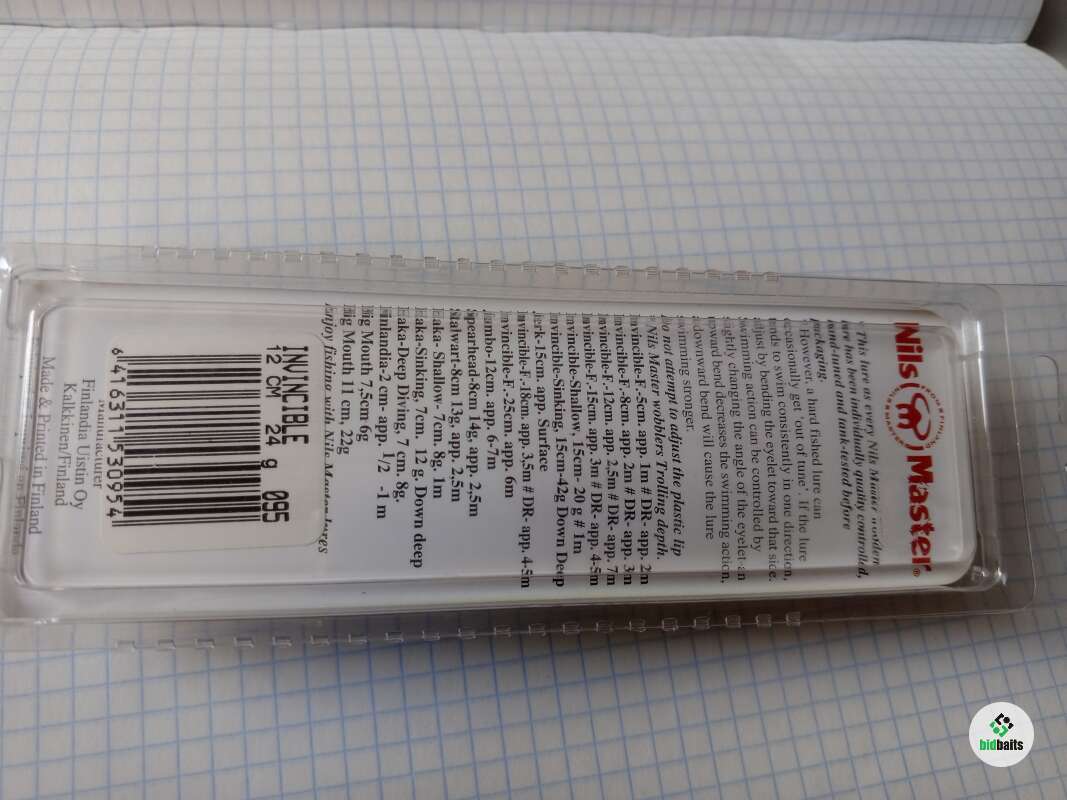 Nils Master®
FROM FINLAND
This lure as every Nils Master wooden
lure has been individually quality controlled,
hand-tuned and tank-tested before
packaging.
However, a hard fished lure can
occasionally get 'out of tune'. If the lure
tends to swim consistently in one direction,
adjust by bending the eyelet toward that side.
swimming action can be controlled by
slightly changing the angle of the eyelet-an
upward bend decreases the swimming action,
a downward bend will cause the lure
swimming stronger.
Do not attempt to adjust the plastic lip
Nils Master wobblers Trolling depth.
Invincible-F.-5cm. app. 1m # DR- app. 2m
Invincible-F.-8cm. app. 2m # DR- app. 3m
Invincible-F.-12cm. app. 2,5m # DR- app. 7m
Invincible-F.-15cm. app. 3m # DR- app. 4-5m
Invincible-Shallow, 15cm- 20 g # 1m
Invincible-Sinking, 15cm-42g Down Deep
Jerk-15cm. app. Surface
Invincible-F.-18cm. app. 3,5m # DR- app. 4-5m
Invincible-F.-25cm. app. 6m
Jumbo-12cm. app. 6-7m
Spearhead-8cm 14g, app. 2,5m
Stalwart-8cm 13g, app. 2,5m
Haka- Shallow- 7cm. 8g. 1m
Haka-Sinking, 7cm. 12 g. Down deep
Haka-Deep Diving, 7 cm. 8g.
Finlandia-2 cm- app. 1/2 -1 m
Big Mouth 7,5cm 6g
Big Mouth 11 cm, 22g
Enjoy fishing with Nils Master lures
INVINCIBLE
12 CM 24 g 095
6 416311 530954
Manufacturer
Finlandia Uistin Oy
Kalkkinen/Finland
Made & Printed in Finland
bidbaits